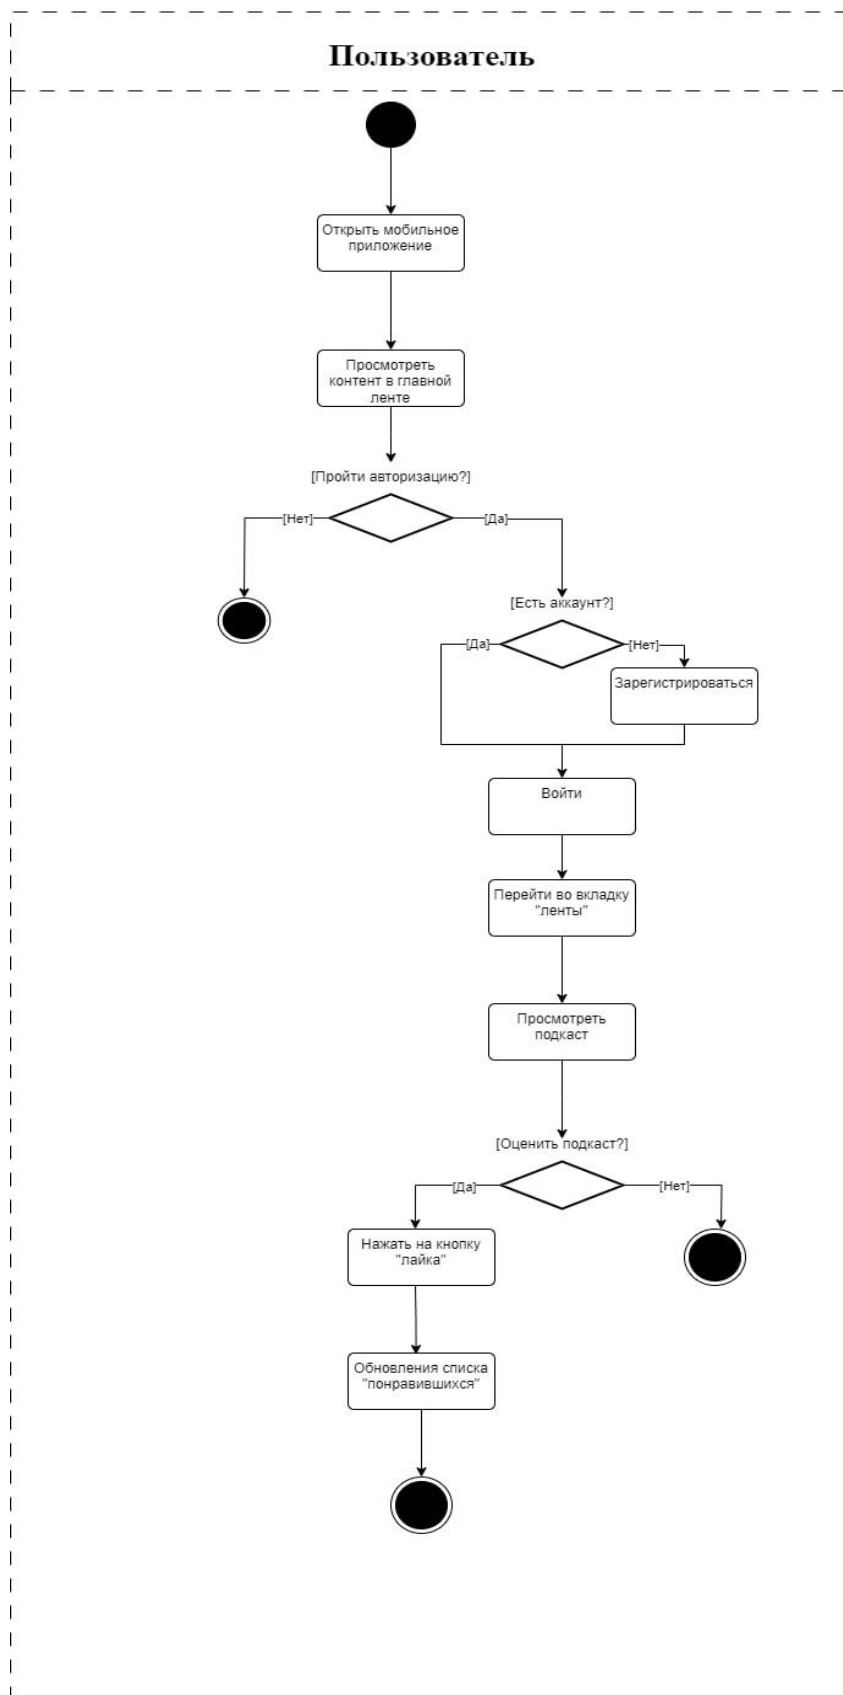 Пользователь
Открыть мобильное
приложение
Просмотреть
контент в главной
ленте
[Пройти авторизацию?]
[Нет]
[Да]
[Есть аккаунт?]
[Да]
[Нет]
Зарегистрироваться
Войти
Перейти во вкладку
"ленты"
Просмотреть
подкаст
[Оценить подкаст?]
[Да]
[Нет]
Нажать на кнопку
"лайка"
Обновления списка
"понравившихся"